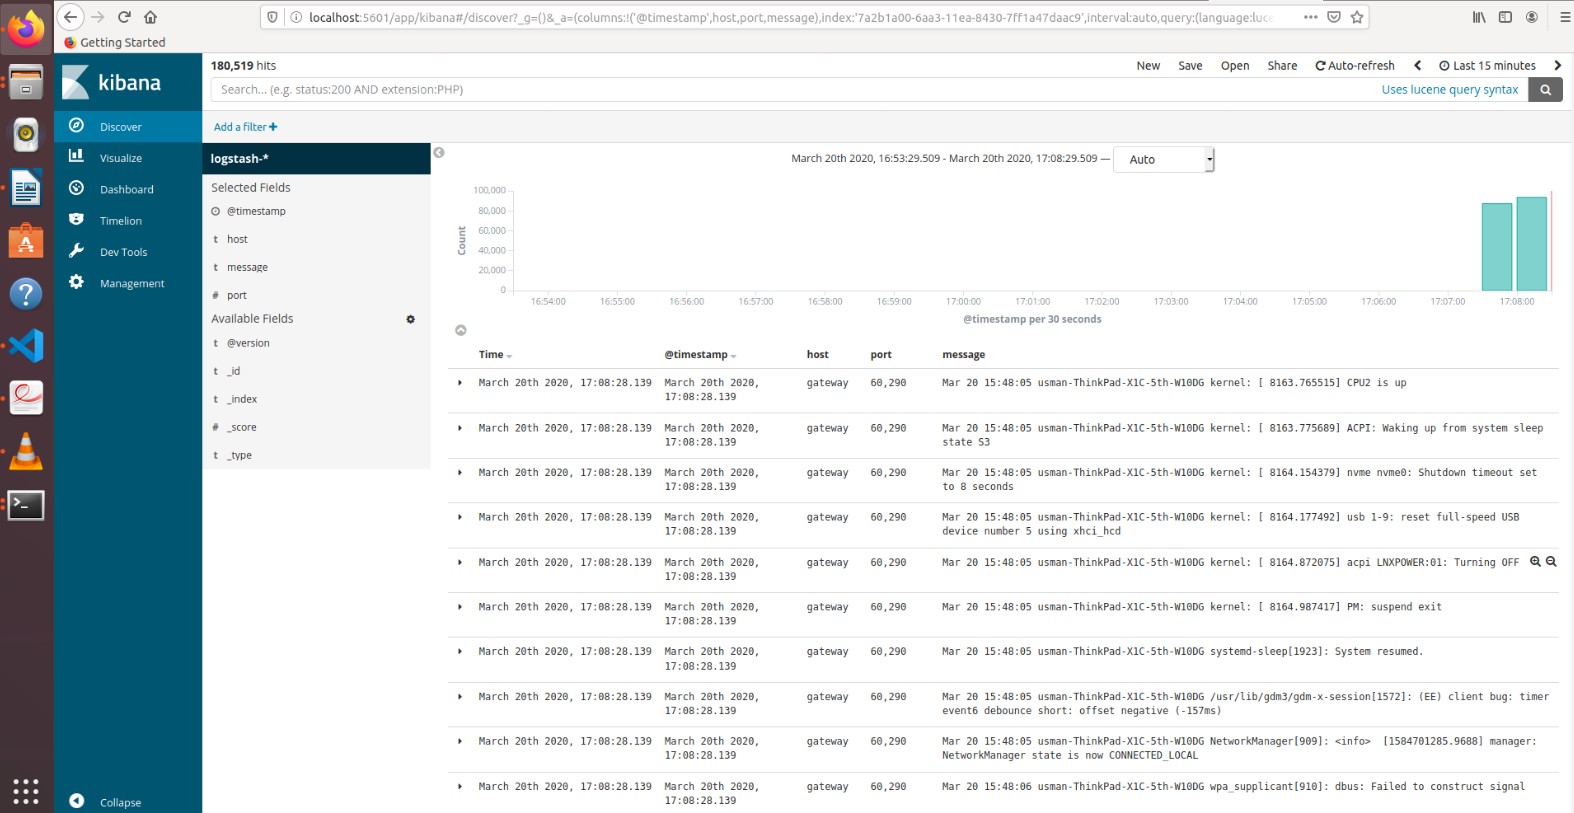 localhost:5601/app/kibana#/discover?_g=()&_a=(columns:!('@timestamp',host,port,message),index:'7a2b1a00-6aa3-11ea-8430-7ff1a47daac9',interval:auto,query:(language:luce
Getting Started
kibana
Discover
Visualize
Dashboard
Timelion
Dev Tools
Management
Collapse
180,519 hits
New Save Open Share Auto-refresh Last 15 minutes
Search... (e.g. status:200 AND extension:PHP) Uses lucene query syntax
Add a filter +
logstash-*
Selected Fields
@timestamp
t host
t message
# port
Available Fields
t @version
t _id
t _index
# _score
t _type
March 20th 2020, 16:53:29.509 - March 20th 2020, 17:08:29.509 — Auto
Count
100,000
80,000
60,000
40,000
20,000
0
16:54:00 16:55:00 16:56:00 16:57:00 16:58:00 16:59:00 17:00:00 17:01:00 17:02:00 17:03:00 17:04:00 17:05:00 17:06:00 17:07:00 17:08:00
@timestamp per 30 seconds
Time @timestamp host port message
March 20th 2020, 17:08:28.139 March 20th 2020, gateway 60,290 Mar 20 15:48:05 usman-ThinkPad-X1C-5th-W10DG kernel: [ 8163.765515] CPU2 is up
17:08:28.139
March 20th 2020, 17:08:28.139 March 20th 2020, gateway 60,290 Mar 20 15:48:05 usman-ThinkPad-X1C-5th-W10DG kernel: [ 8163.775689] ACPI: Waking up from system sleep
17:08:28.139 state S3
March 20th 2020, 17:08:28.139 March 20th 2020, gateway 60,290 Mar 20 15:48:05 usman-ThinkPad-X1C-5th-W10DG kernel: [ 8164.154379] nvme nvme0: Shutdown timeout set
17:08:28.139 to 8 seconds
March 20th 2020, 17:08:28.139 March 20th 2020, gateway 60,290 Mar 20 15:48:05 usman-ThinkPad-X1C-5th-W10DG kernel: [ 8164.177492] usb 1-9: reset full-speed USB
17:08:28.139 device number 5 using xhci_hcd
March 20th 2020, 17:08:28.139 March 20th 2020, gateway 60,290 Mar 20 15:48:05 usman-ThinkPad-X1C-5th-W10DG kernel: [ 8164.872075] acpi LNXPOWER:01: Turning OFF
17:08:28.139
March 20th 2020, 17:08:28.139 March 20th 2020, gateway 60,290 Mar 20 15:48:05 usman-ThinkPad-X1C-5th-W10DG kernel: [ 8164.987417] PM: suspend exit
17:08:28.139
March 20th 2020, 17:08:28.139 March 20th 2020, gateway 60,290 Mar 20 15:48:05 usman-ThinkPad-X1C-5th-W10DG systemd-sleep[1923]: System resumed.
17:08:28.139
March 20th 2020, 17:08:28.139 March 20th 2020, gateway 60,290 Mar 20 15:48:05 usman-ThinkPad-X1C-5th-W10DG /usr/lib/gdm3/gdm-x-session[1572]: (EE) client bug: timer
17:08:28.139 event6 debounce short: offset negative (-157ms)
March 20th 2020, 17:08:28.139 March 20th 2020, gateway 60,290 Mar 20 15:48:05 usman-ThinkPad-X1C-5th-W10DG NetworkManager[909]: <info> [1584701285.9688] manager:
17:08:28.139 NetworkManager state is now CONNECTED_LOCAL
March 20th 2020, 17:08:28.139 March 20th 2020, gateway 60,290 Mar 20 15:48:06 usman-ThinkPad-X1C-5th-W10DG wpa_supplicant[910]: dbus: Failed to construct signal
17:08:28.139